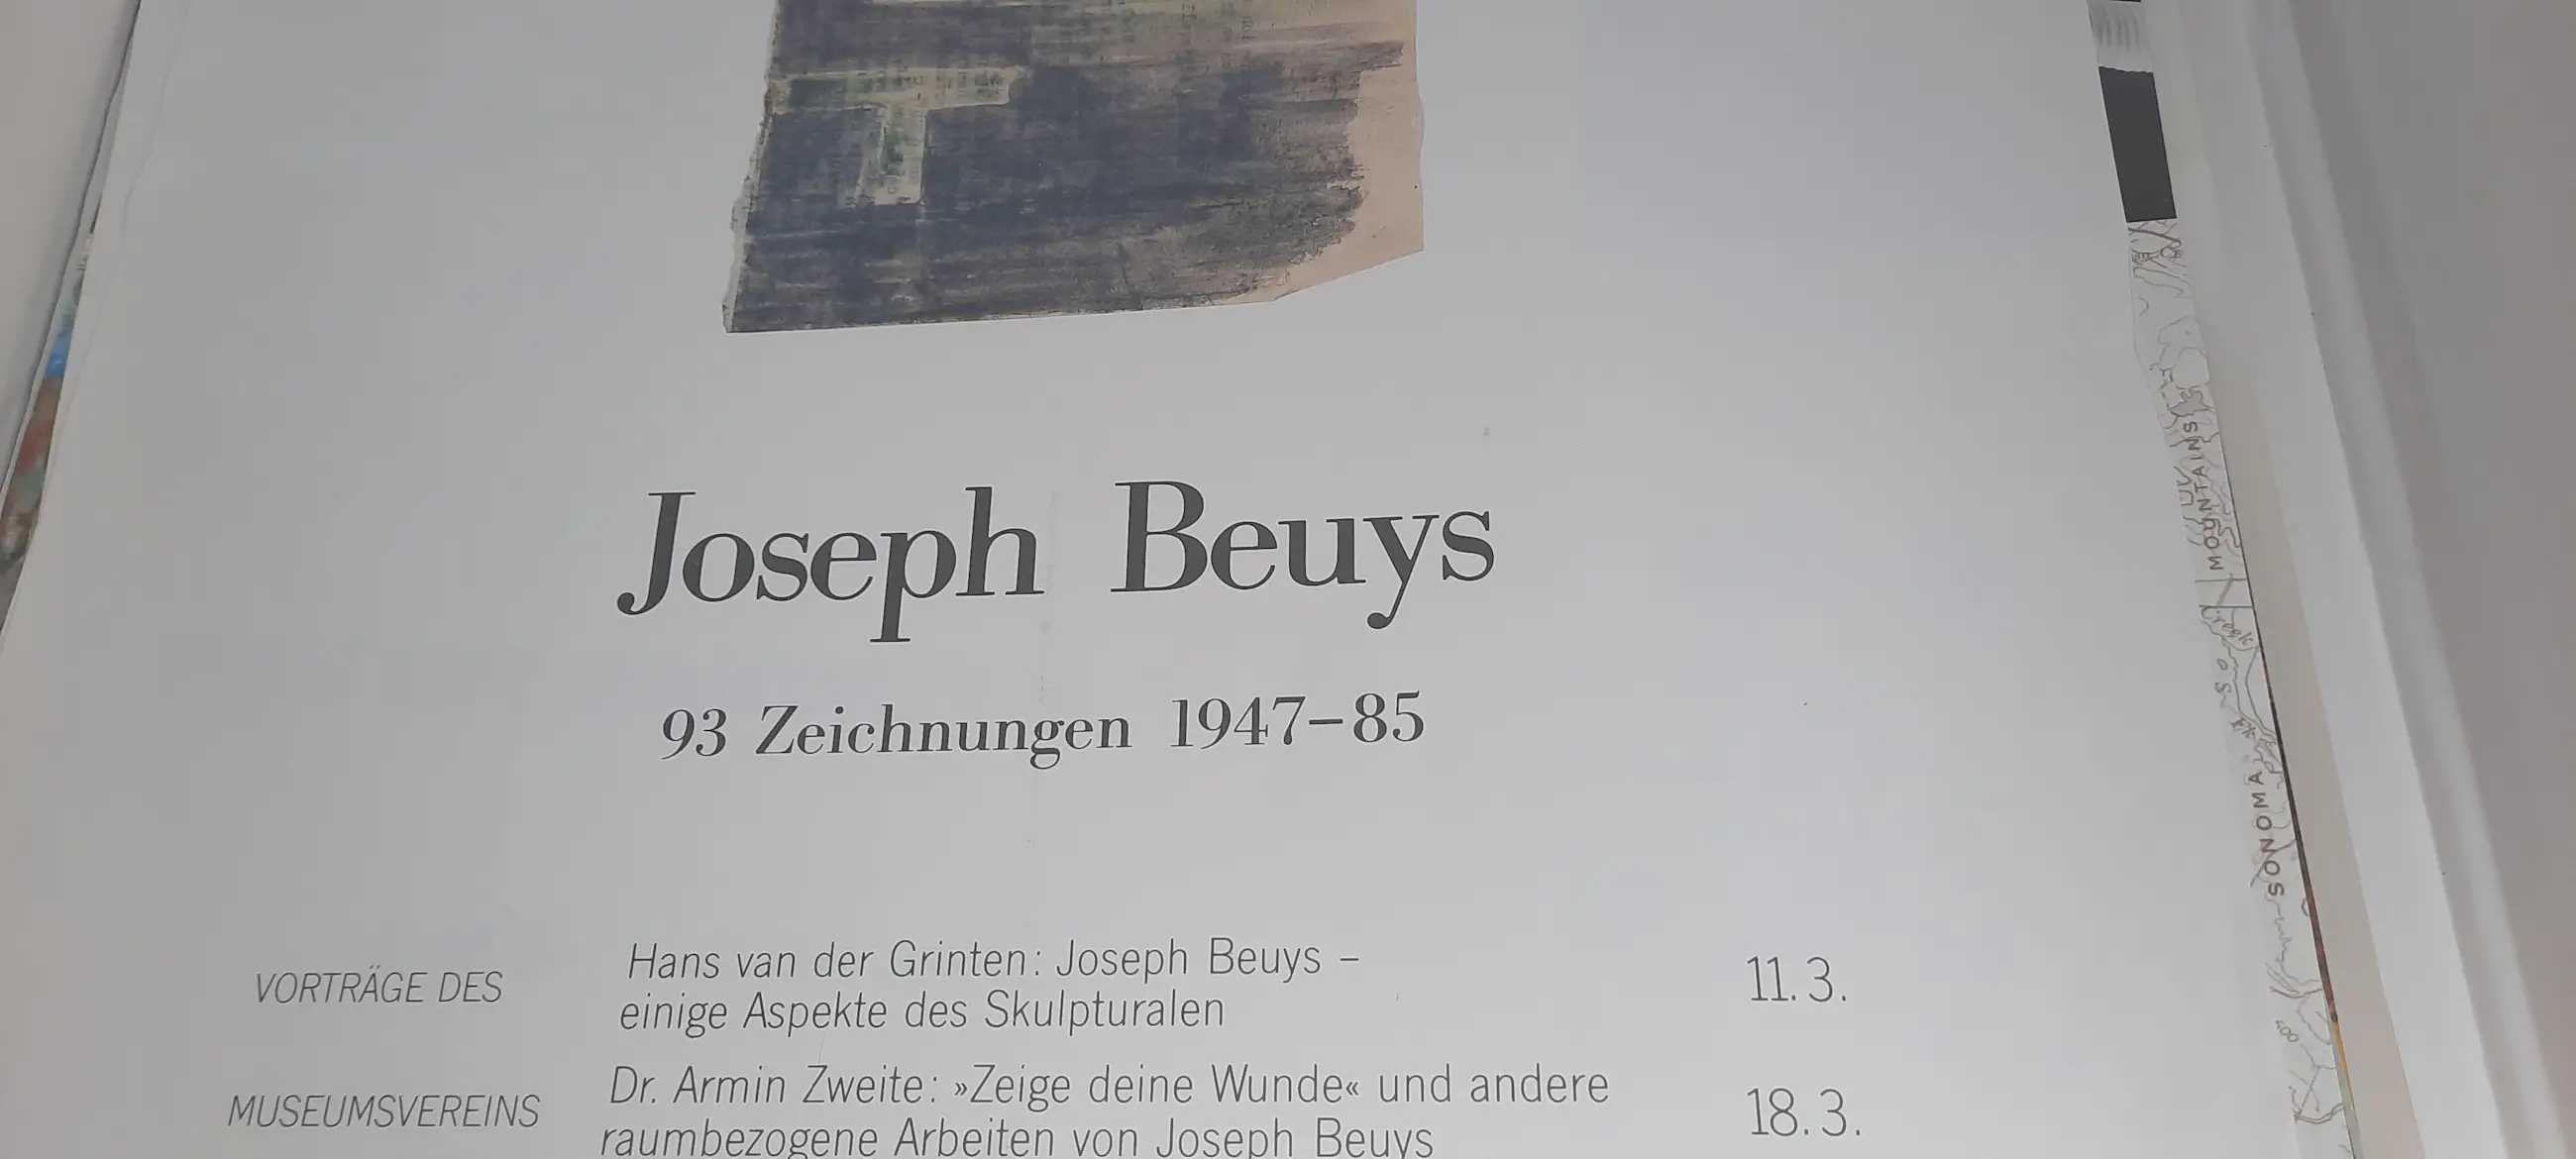 Joseph Beuys
93 Zeichnungen 1947–85
VORTRÄGE DES
Hans van der Grinten: Joseph Beuys –
einige Aspekte des Skulpturalen
11. 3.
MUSEUMSVEREINS
Dr. Armin Zweite: »Zeige deine Wunde« und andere
raumbezogene Arbeiten von Joseph Beuys
18. 3.
MOUNTAINS
SONOMA